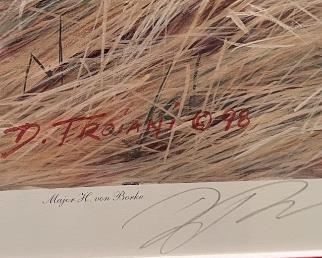 D. TROIANI © 98
Major H. von Borke